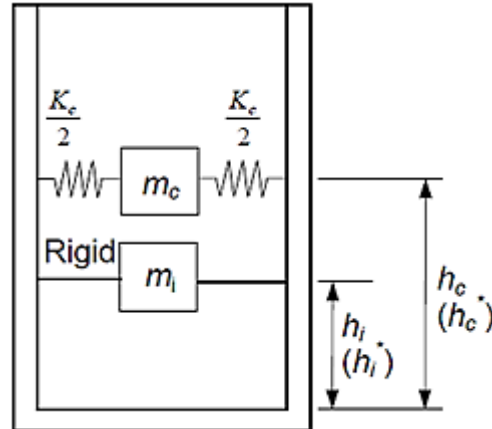 K_c/2 K_c/2
m_c
Rigid
m_i
h_i
(h_i*)
h_c
(h_c*)